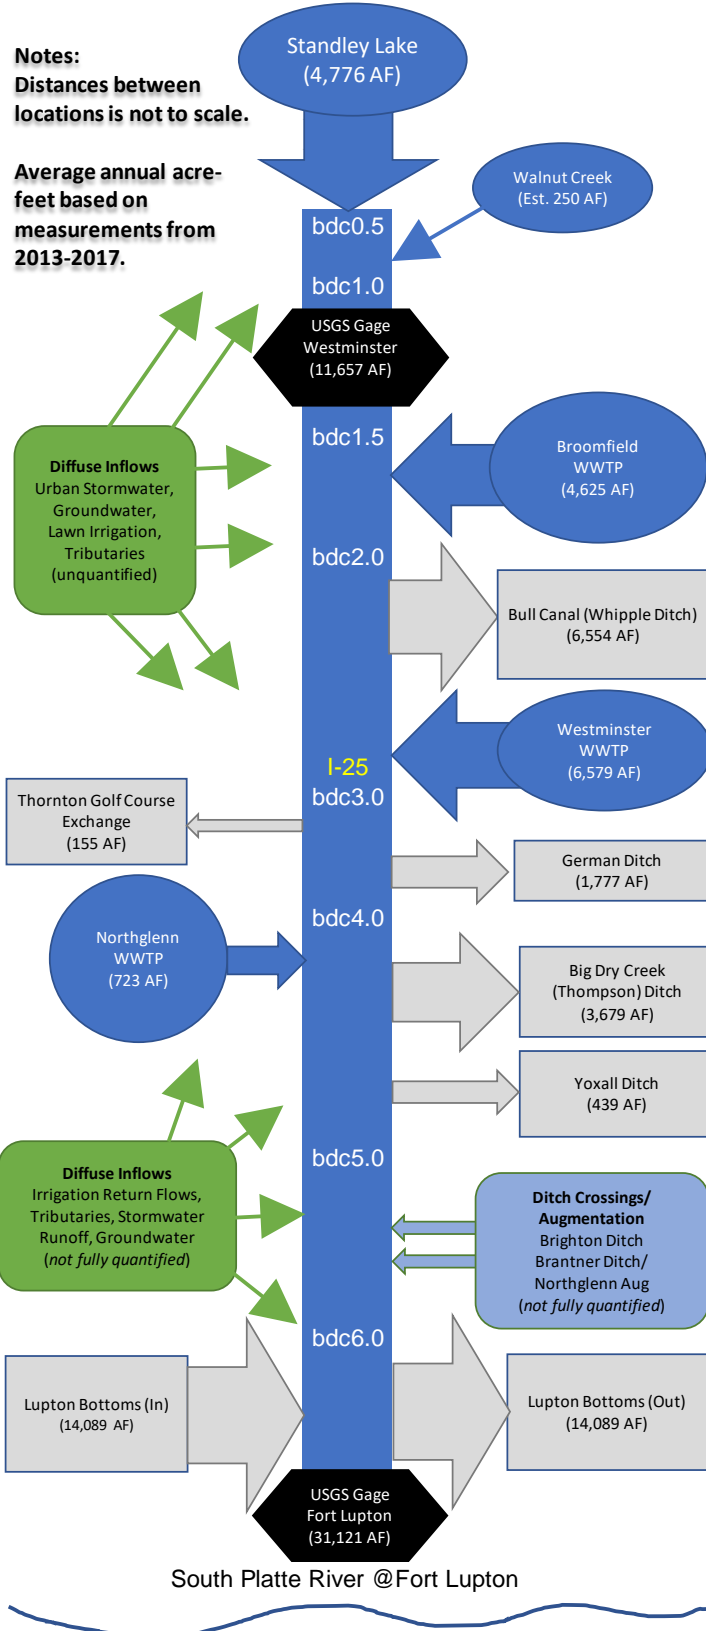 Notes:
Distances between
locations is not to scale.
Average annual acre-
feet based on
measurements from
2013-2017.
Standley Lake
(4,776 AF)
Walnut Creek
(Est. 250 AF)
bdc0.5
bdc1.0
USGS Gage
Westminster
(11,657 AF)
bdc1.5
Broomfield
WWTP
(4,625 AF)
Diffuse Inflows
Urban Stormwater,
Groundwater,
Lawn Irrigation,
Tributaries
(unquantified)
bdc2.0
Bull Canal (Whipple Ditch)
(6,554 AF)
Westminster
WWTP
(6,579 AF)
I-25
bdc3.0
Thornton Golf Course
Exchange
(155 AF)
German Ditch
(1,777 AF)
bdc4.0
Northglenn
WWTP
(723 AF)
Big Dry Creek
(Thompson) Ditch
(3,679 AF)
Yoxall Ditch
(439 AF)
bdc5.0
Diffuse Inflows
Irrigation Return Flows,
Tributaries, Stormwater
Runoff, Groundwater
(not fully quantified)
Ditch Crossings/
Augmentation
Brighton Ditch
Brantner Ditch/
Northglenn Aug
(not fully quantified)
bdc6.0
Lupton Bottoms (In)
(14,089 AF)
Lupton Bottoms (Out)
(14,089 AF)
USGS Gage
Fort Lupton
(31,121 AF)
South Platte River @Fort Lupton